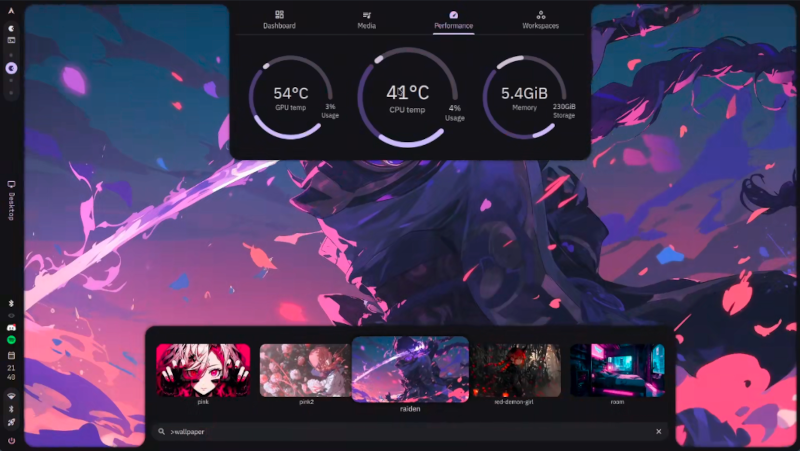 Dashboard
Media
Performance
Workspaces
54°C
GPU temp
3%
Usage
41°C
CPU temp
4%
Usage
5.4GiB
Memory
230GiB
Storage
Desktop
21
pink
pink2
raiden
red-demon-girl
room
>wallpaper